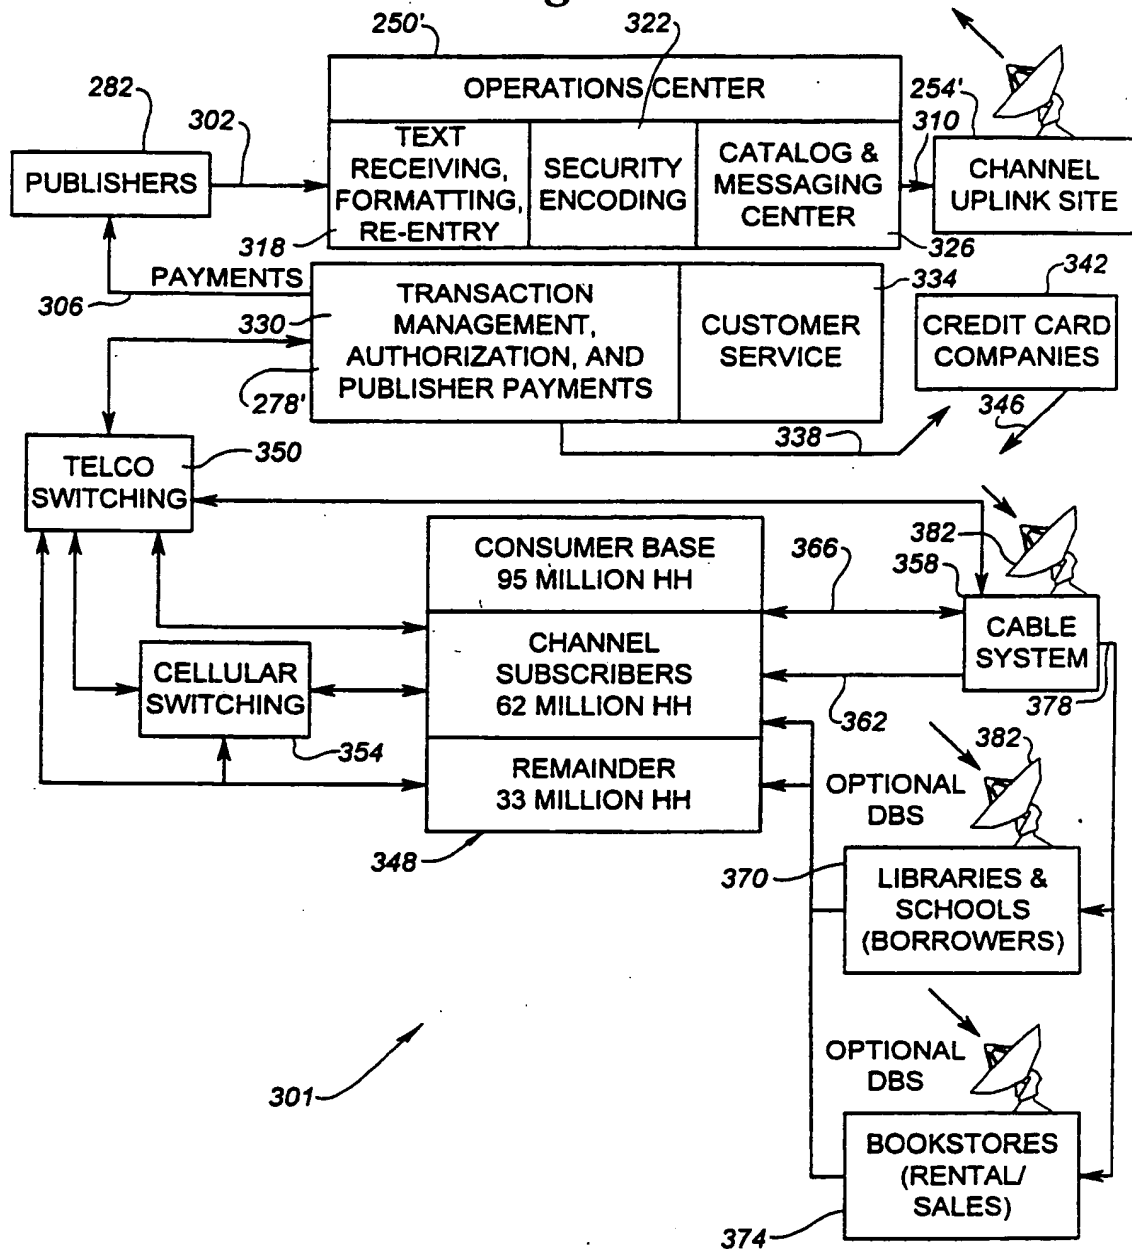 g
250'
322
282
302
OPERATIONS CENTER
254'
310
PUBLISHERS
TEXT
RECEIVING,
FORMATTING,
RE-ENTRY
318
SECURITY
ENCODING
CATALOG &
MESSAGING
CENTER
326
CHANNEL
UPLINK SITE
PAYMENTS
306
334
342
330
TRANSACTION
MANAGEMENT,
AUTHORIZATION, AND
PUBLISHER PAYMENTS
278'
CUSTOMER
SERVICE
CREDIT CARD
COMPANIES
346
338
350
TELCO
SWITCHING
CONSUMER BASE
95 MILLION HH
366
382
358
CHANNEL
SUBSCRIBERS
62 MILLION HH
CABLE
SYSTEM
CELLULAR
SWITCHING
362
378
354
REMAINDER
33 MILLION HH
382
OPTIONAL
DBS
348
370
LIBRARIES &
SCHOOLS
(BORROWERS)
OPTIONAL
DBS
301
BOOKSTORES
(RENTAL/
SALES)
374